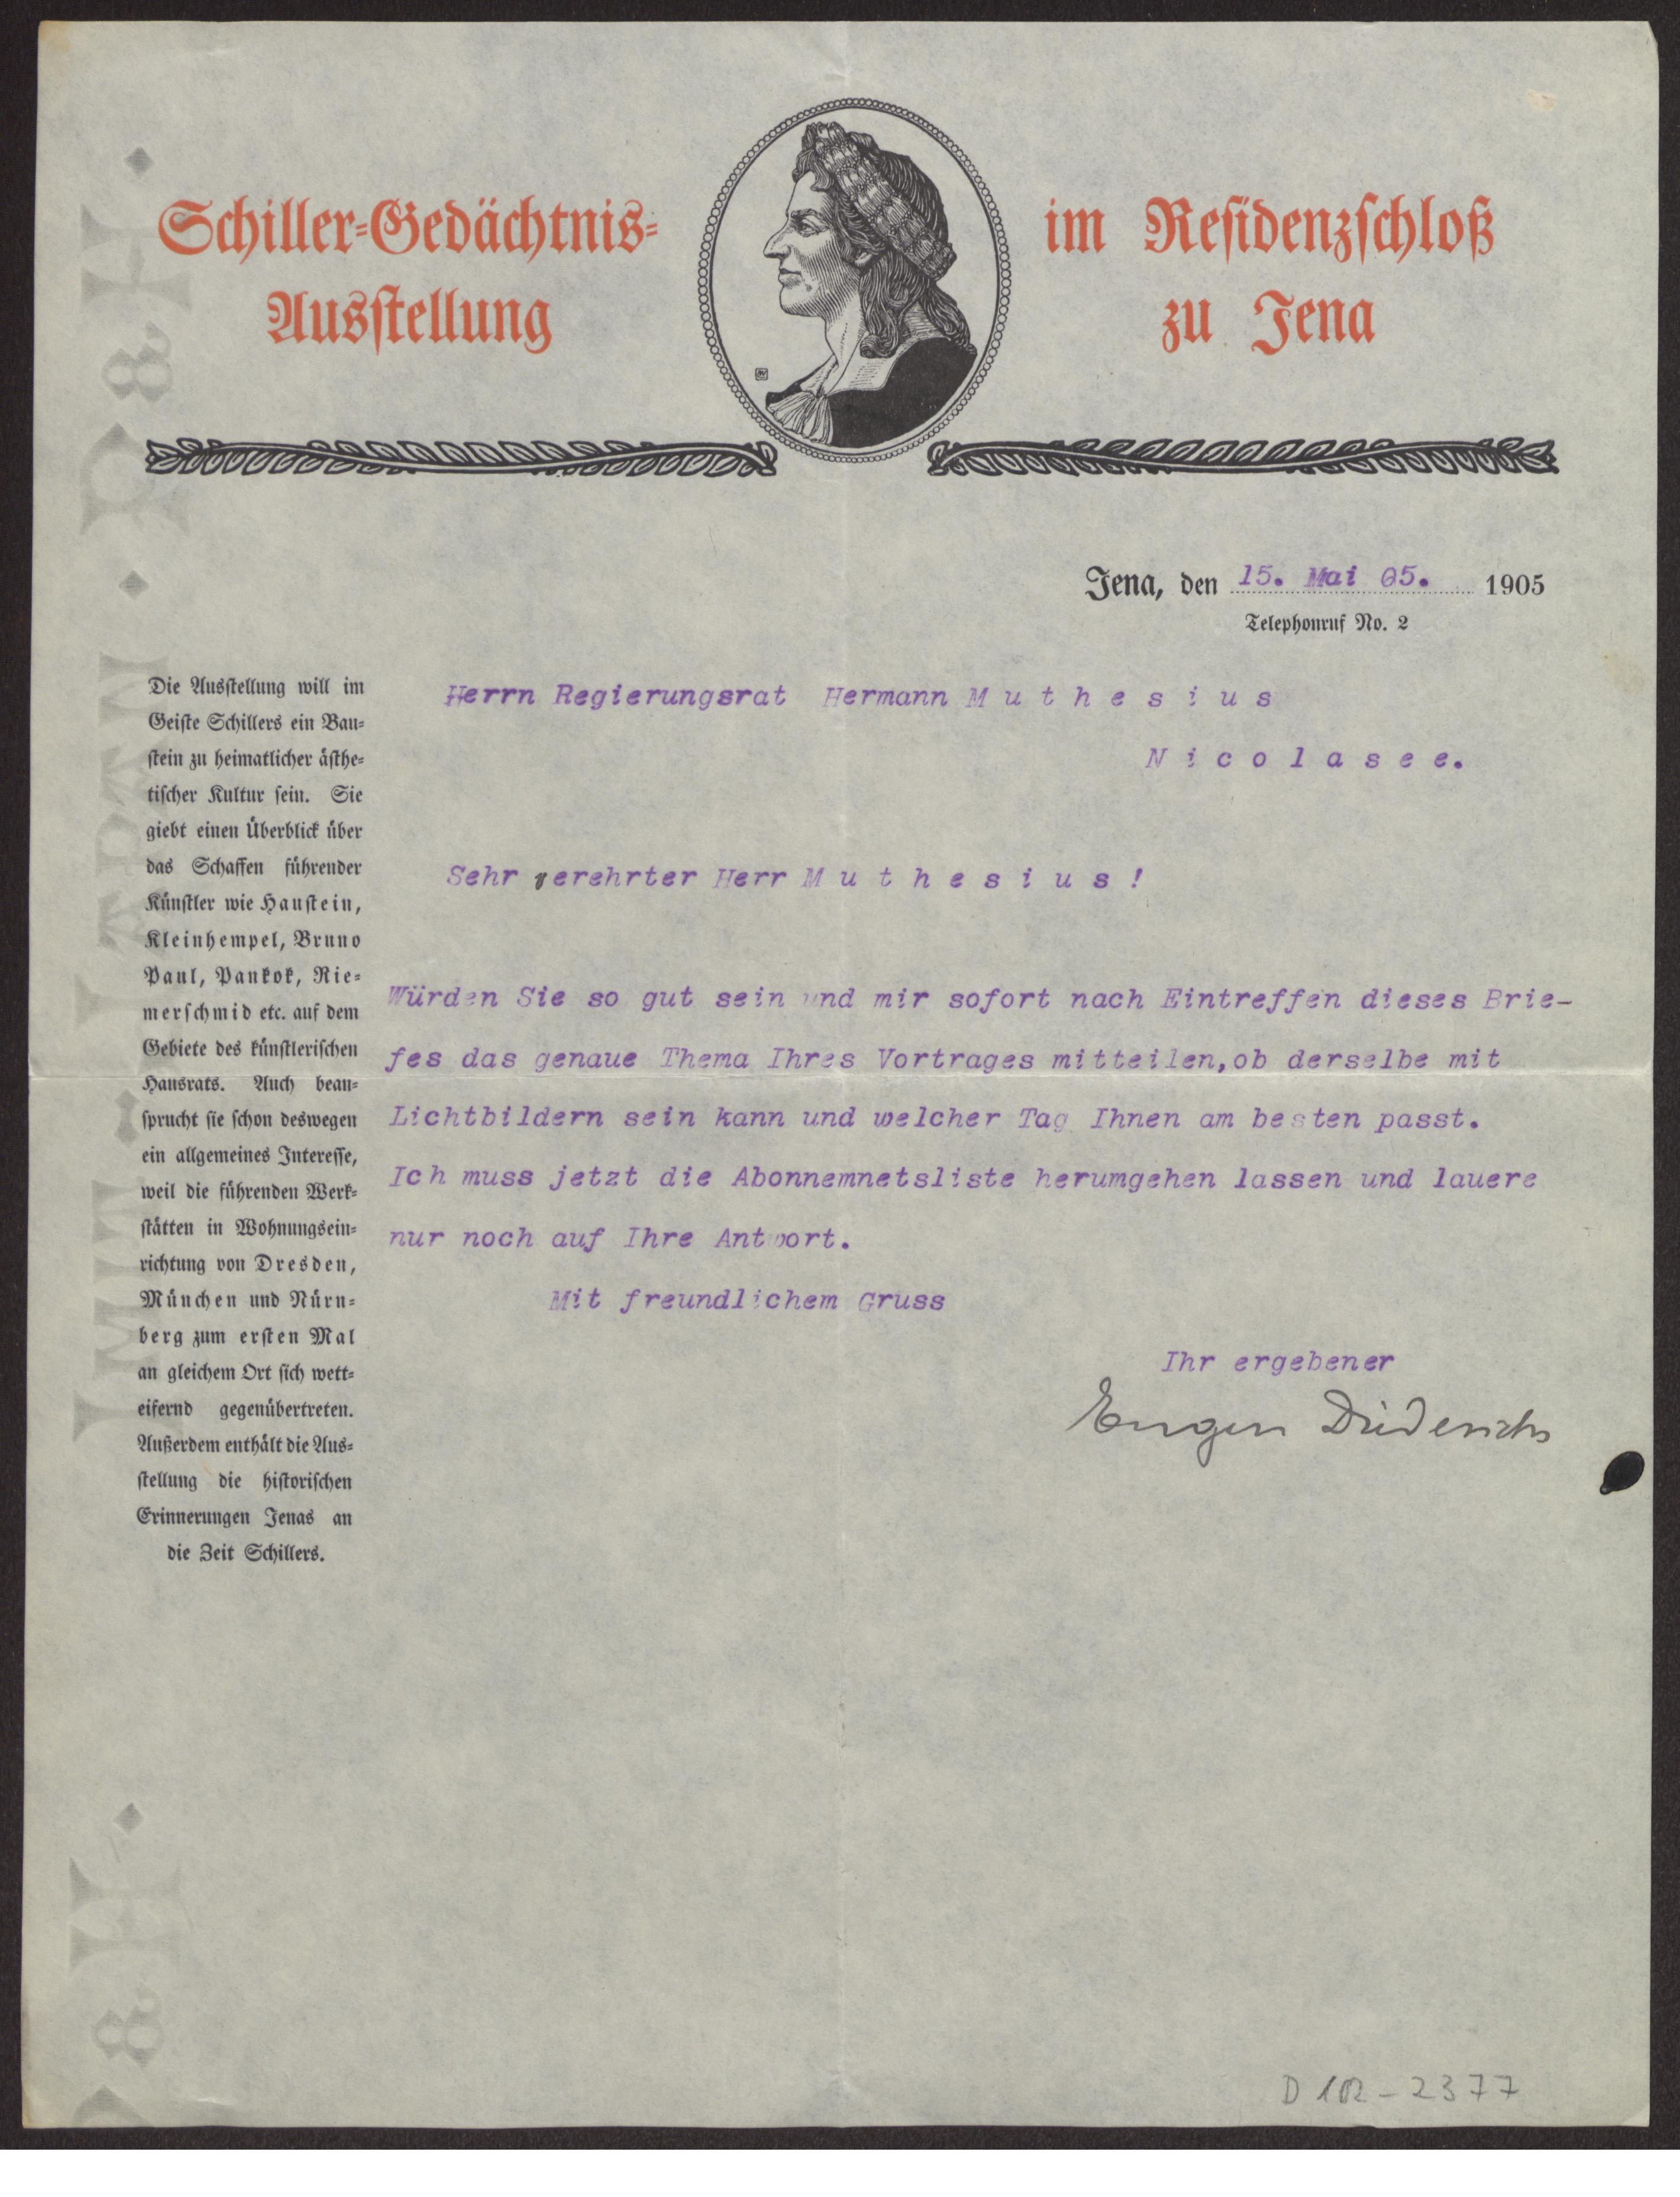 Schiller-Gedächtnis-
Ausstellung
im Residenzschloß
zu Jena
Jena, den 15. Mai 05. 1905
Telephonruf No. 2
Die Ausstellung will im
Geiste Schillers ein Bau-
stein zu heimatlicher ästhe-
tischer Kultur sein. Sie
giebt einen Überblick über
das Schaffen führender
Künstler wie Haustein,
Kleinhempel, Bruno
Paul, Pankok, Rie-
merschmid etc. auf dem
Gebiete des künstlerischen
Hausrats. Auch bean-
sprucht sie schon deswegen
ein allgemeines Interesse,
weil die führenden Werk-
stätten in Wohnungsein-
richtung von Dresden,
München und Nürn-
berg zum ersten Mal
an gleichem Ort sich wett-
eifernd gegenübertreten.
Außerdem enthält die Aus-
stellung die historischen
Erinnerungen Jenas an
die Zeit Schillers.
Herrn Regierungsrat Hermann M u t h e s i u s
N i c o l a s e e.
Sehr verehrter Herr M u t h e s i u s !
Würden Sie so gut sein und mir sofort nach Eintreffen dieses Brie-
fes das genaue Thema Ihres Vortrages mitteilen,ob derselbe mit
Lichtbildern sein kann und welcher Tag Ihnen am besten passt.
Ich muss jetzt die Abonnemnetsliste herumgehen lassen und lauere
nur noch auf Ihre Antwort.
Mit freundlichem Gruss
Ihr ergebener
Eugen Diederichs
D 102-2377